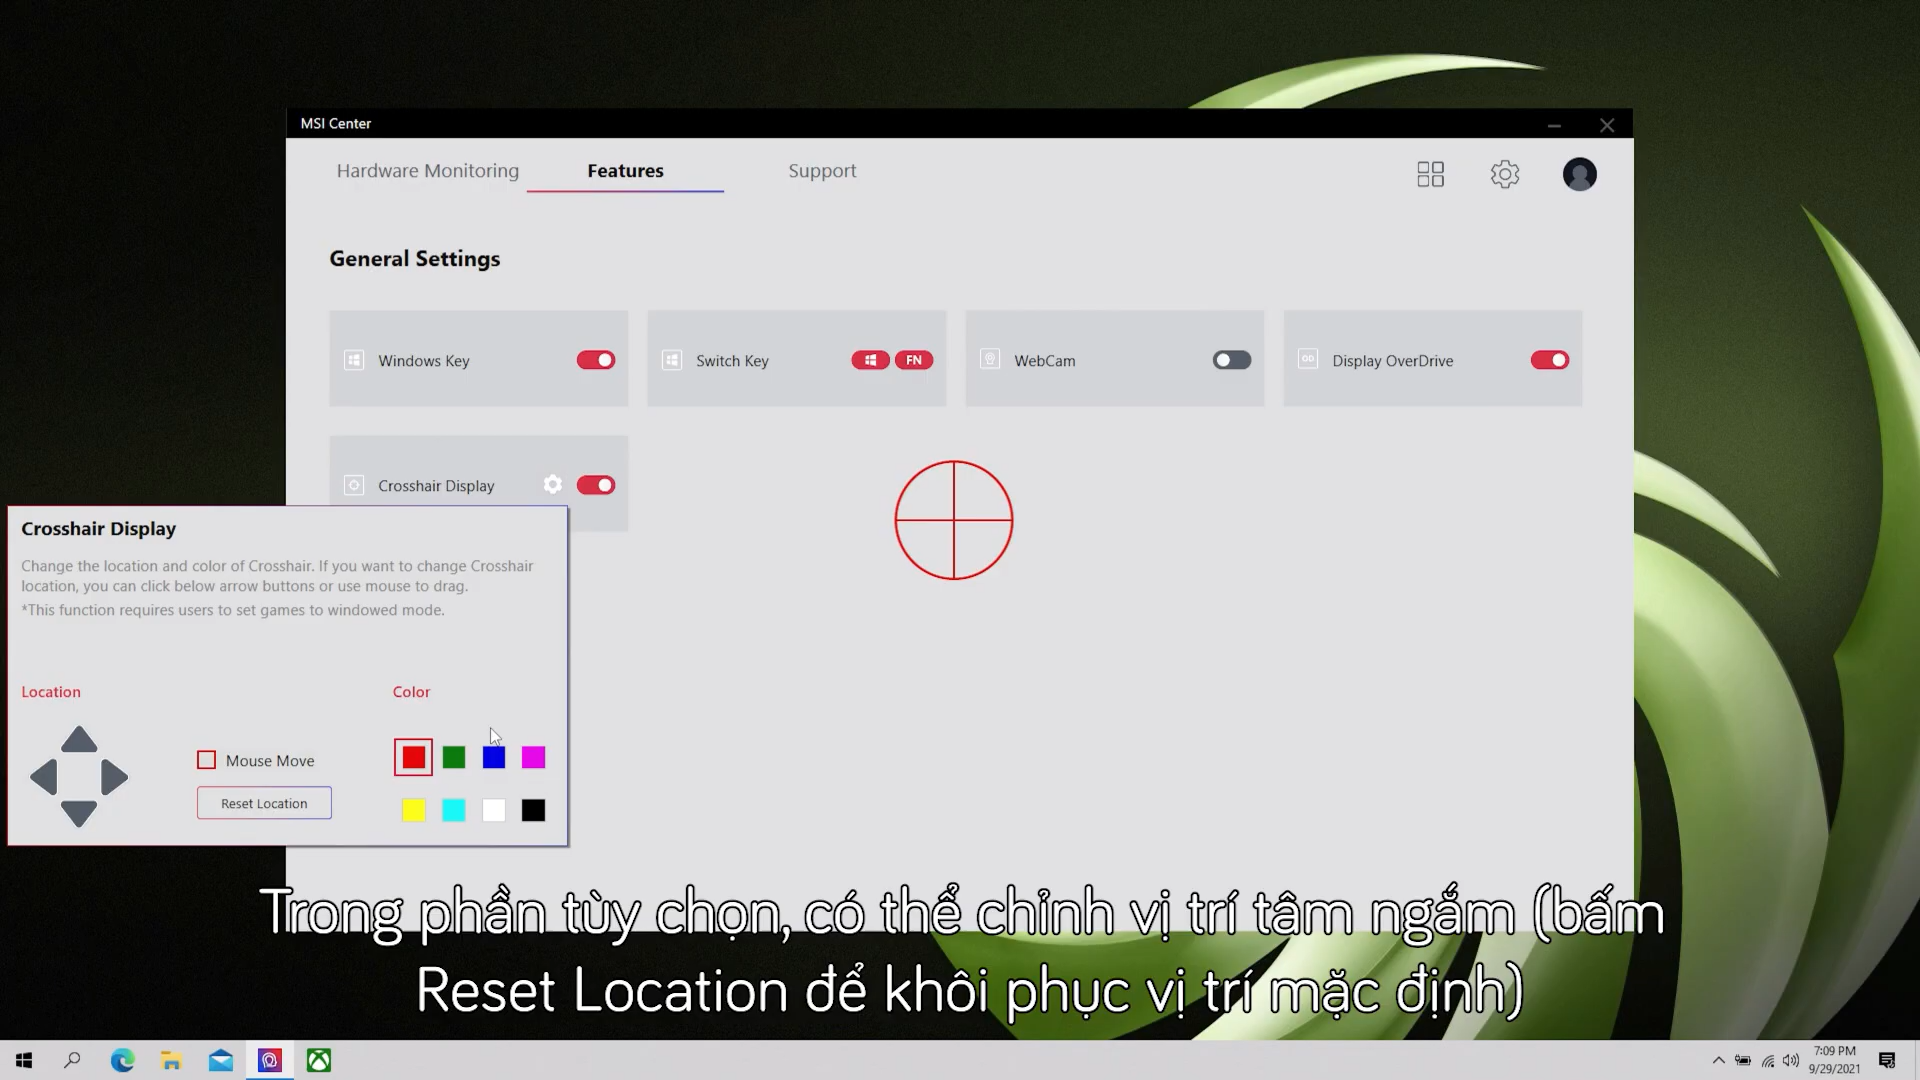 MSI Center
Hardware Monitoring
Features
Support
General Settings
Windows Key
Switch Key
FN
WebCam
OD
Display OverDrive
Crosshair Display
Crosshair Display
Change the location and color of Crosshair. If you want to change Crosshair
location, you can click below arrow buttons or use mouse to drag.
*This function requires users to set games to windowed mode.
Location
Color
Mouse Move
Reset Location
Trong phần tùy chọn, có thể chỉnh vị trí tâm ngắm (bấm
Reset Location để khôi phục vị trí mặc định)
7:09 PM
9/29/2021